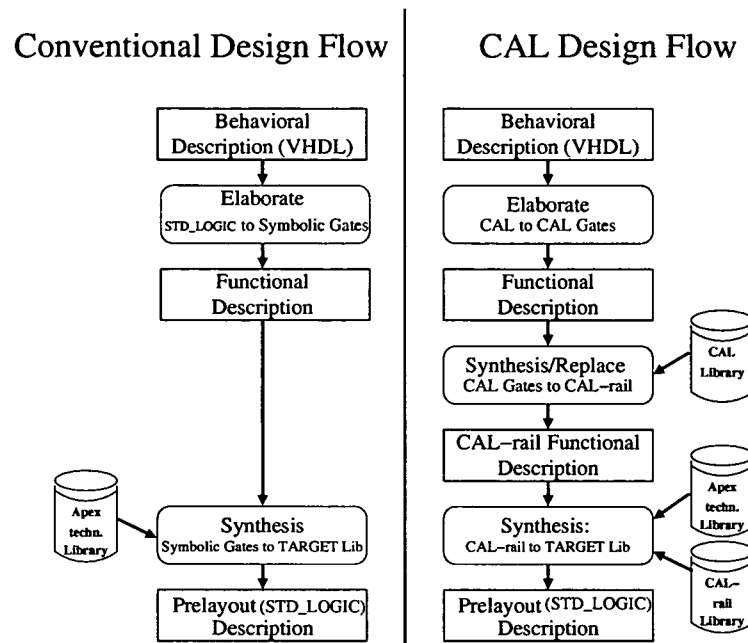 Conventional Design Flow
Behavioral
Description (VHDL)
Elaborate
STD_LOGIC to Symbolic Gates
Functional
Description
Apex
techn.
Library
Synthesis
Symbolic Gates to TARGET Lib
Prelayout (STD_LOGIC)
Description
CAL Design Flow
Behavioral
Description (VHDL)
Elaborate
CAL to CAL Gates
Functional
Description
Synthesis/Replace
CAL Gates to CAL-rail
CAL
Library
CAL-rail Functional
Description
Apex
techn.
Library
Synthesis:
CAL-rail to TARGET Lib
CAL-
rail
Library
Prelayout (STD_LOGIC)
Description